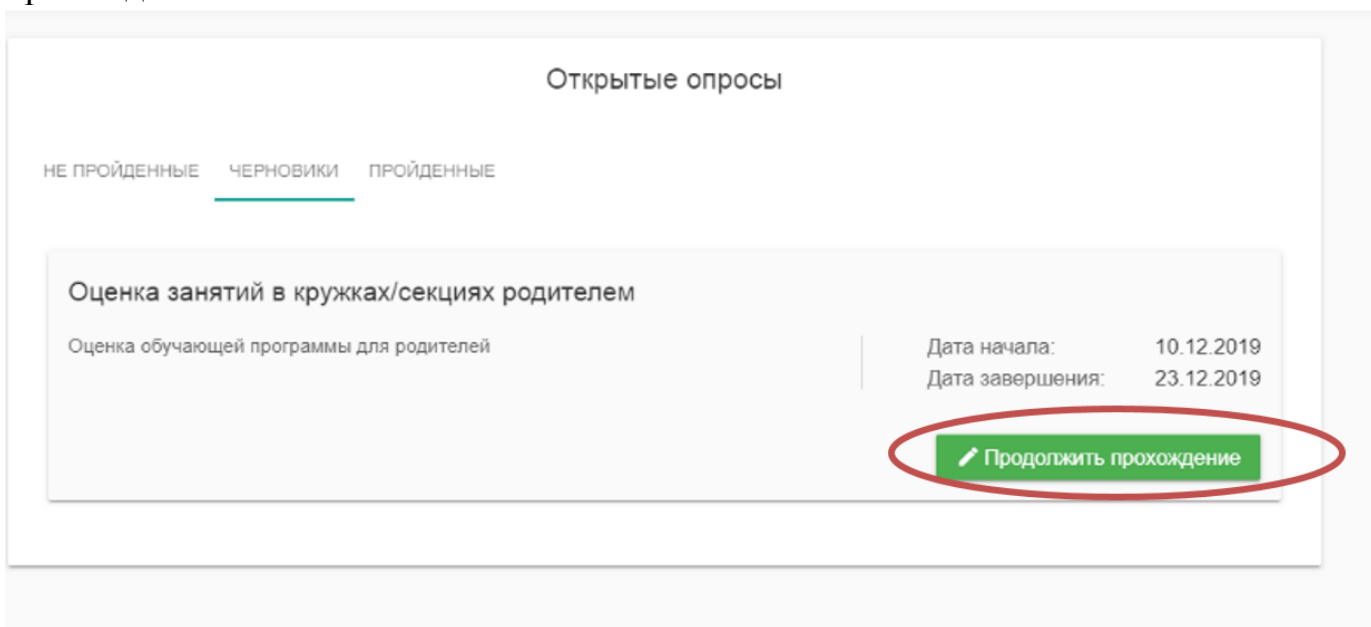 Открытые опросы
НЕ ПРОЙДЕННЫЕ ЧЕРНОВИКИ ПРОЙДЕННЫЕ
Оценка занятий в кружках/секциях родителем
Оценка обучающей программы для родителей
Дата начала: 10.12.2019
Дата завершения: 23.12.2019
Продолжить прохождение